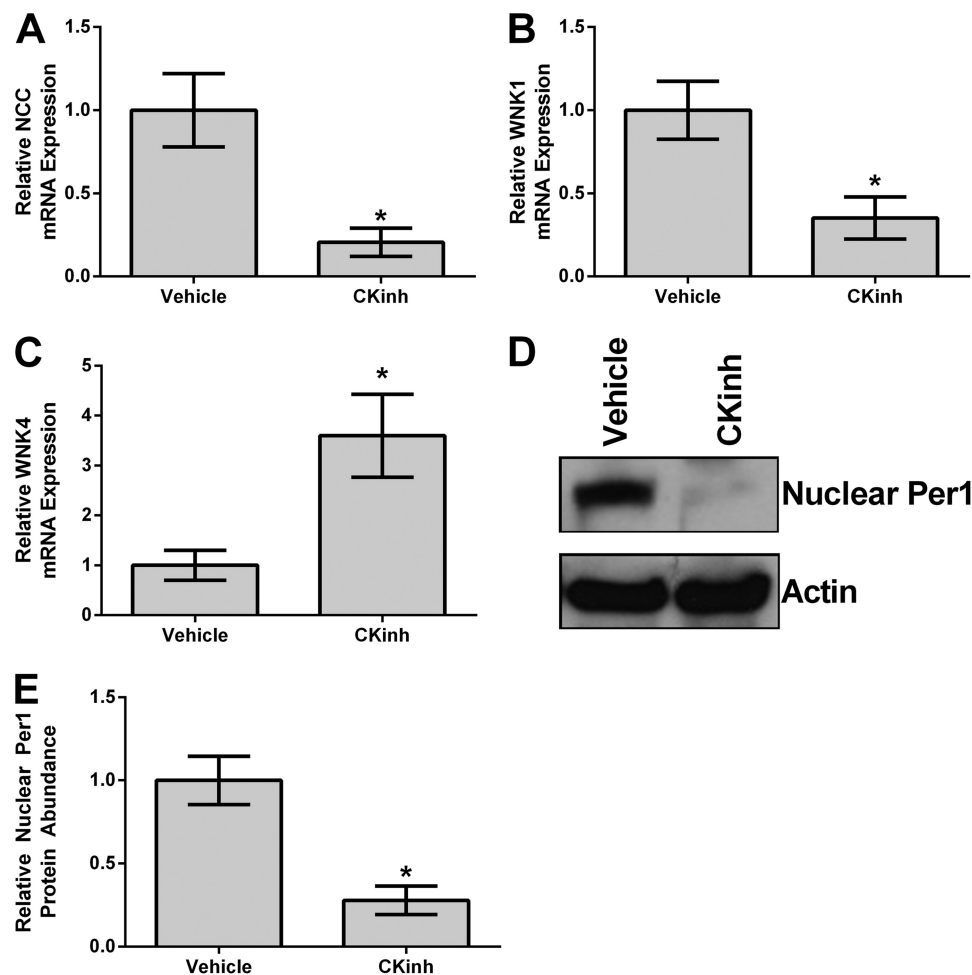 A
Relative NCC
mRNA Expression
1.5
1.0
0.5
0.0
*
Vehicle
CKinh
B
Relative WNK1
mRNA Expression
1.5
1.0
0.5
0.0
*
Vehicle
CKinh
C
Relative WNK4
mRNA Expression
5
4
3
2
1
0
*
Vehicle
CKinh
D
Vehicle
CKinh
Nuclear Per1
Actin
E
Relative Nuclear Per1
Protein Abundance
1.5
1.0
0.5
0.0
*
Vehicle
CKinh